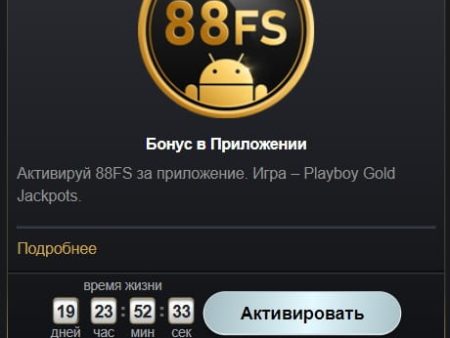 88FS
Бонус в Приложении
Активируй 88FS за приложение. Игра – Playboy Gold
Jackpots.
Подробнее
время жизни
19 : 23 : 52 : 33
дней час мин сек
Активировать